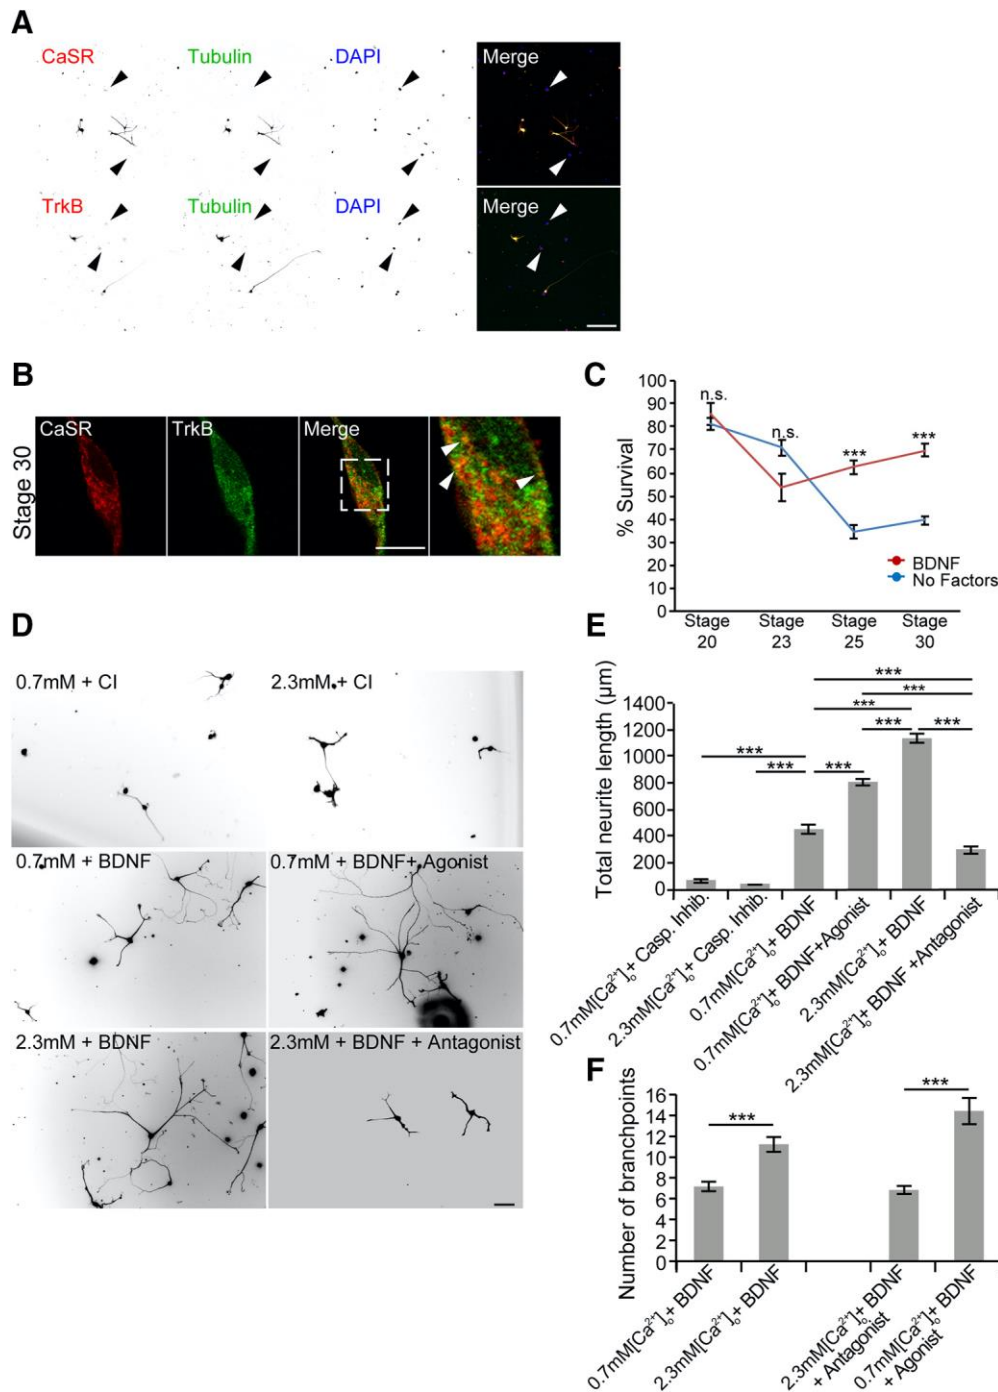 A
CaSR
Tubulin
DAPI
Merge
TrkB
Tubulin
DAPI
Merge
B
Stage 30
CaSR
TrkB
Merge
C
% Survival
100
90
80
70
60
50
40
30
20
10
0
n.s.
n.s.
***
***
BDNF
No Factors
Stage 20
Stage 23
Stage 25
Stage 30
D
0.7mM + CI
2.3mM + CI
0.7mM + BDNF
0.7mM + BDNF+ Agonist
2.3mM + BDNF
2.3mM + BDNF + Antagonist
E
Total neurite length (µm)
1400
1200
1000
800
600
400
200
0
***
***
***
***
***
***
***
***
0.7mM[Ca²⁺]ₒ+ Casp. Inhib.
2.3mM[Ca²⁺]ₒ+ Casp. Inhib.
0.7mM[Ca²⁺]ₒ+ BDNF
0.7mM[Ca²⁺]ₒ+ BDNF+Agonist
2.3mM[Ca²⁺]ₒ+ BDNF
2.3mM[Ca²⁺]ₒ+ BDNF +Antagonist
F
Number of branchpoints
16
14
12
10
8
6
4
2
0
***
***
0.7mM[Ca²⁺]ₒ+ BDNF
2.3mM[Ca²⁺]ₒ+ BDNF
2.3mM[Ca²⁺]ₒ+ BDNF
+ Antagonist
0.7mM[Ca²⁺]ₒ+ BDNF
+ Agonist